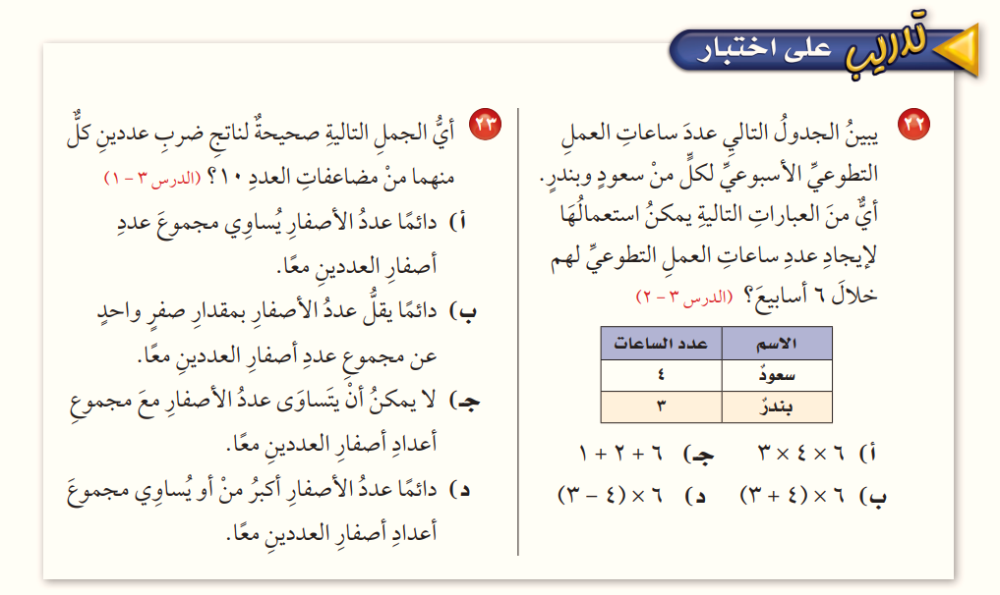 تدريب على اختبار
٢٢ يبينُ الجدولُ التالي عددَ ساعاتِ العملِ
التطوعيِّ الأسبوعيِّ لكلٍّ منْ سعودٍ وبندرٍ.
أيٌّ منَ العباراتِ التاليةِ يمكنُ استعمالُهَا
لإيجادِ عددِ ساعاتِ العملِ التطوعيِّ لهم
خلالَ ٦ أسابيعَ؟ (الدرس ٣ – ٢)
الاسم عدد الساعات
سعودٌ ٤
بندرٌ ٣
أ) ٦ × ٤ × ٣ جـ) ٦ + ٢ + ١
ب) ٦ × (٤ + ٣) د) ٦ × (٤ – ٣)
٢٣ أيُّ الجملِ التاليةِ صحيحةٌ لناتجِ ضربِ عددينِ كلٌّ
منهما منْ مضاعفاتِ العددِ ١٠؟ (الدرس ٣ – ١)
أ) دائمًا عددُ الأصفارِ يُساوِي مجموعَ عددِ
أصفارِ العددينِ معًا.
ب) دائمًا يقلُّ عددُ الأصفارِ بمقدارِ صفرٍ واحدٍ
عن مجموعِ عددِ أصفارِ العددينِ معًا.
جـ) لا يمكنُ أنْ يتَساوَى عددُ الأصفارِ معَ مجموعِ
أعدادِ أصفارِ العددينِ معًا.
د) دائمًا عددُ الأصفارِ أكبرُ منْ أو يُساوِي مجموعَ
أعدادِ أصفارِ العددينِ معًا.